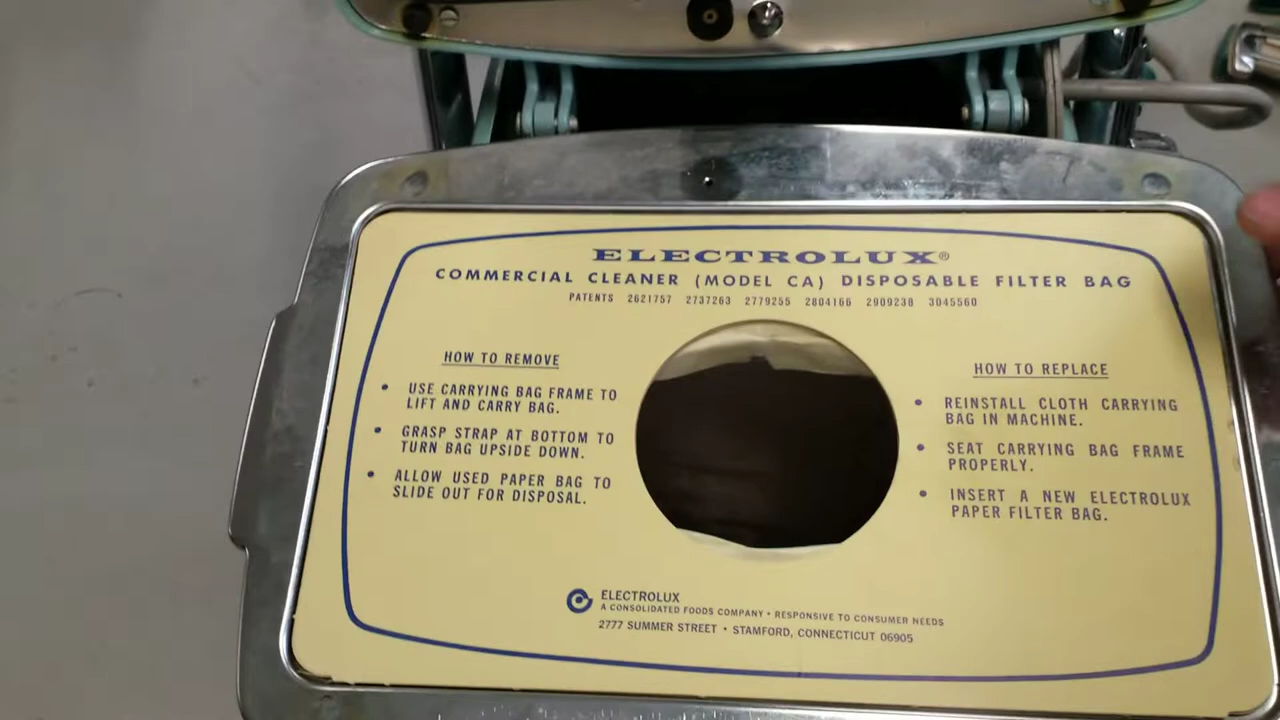 ELECTROLUX®
COMMERCIAL CLEANER (MODEL CA) DISPOSABLE FILTER BAG
PATENTS 2621757 2737263 2779255 2804166 2909238 3045560
HOW TO REMOVE
• USE CARRYING BAG FRAME TO
LIFT AND CARRY BAG.
• GRASP STRAP AT BOTTOM TO
TURN BAG UPSIDE DOWN.
• ALLOW USED PAPER BAG TO
SLIDE OUT FOR DISPOSAL.
HOW TO REPLACE
• REINSTALL CLOTH CARRYING
BAG IN MACHINE.
• SEAT CARRYING BAG FRAME
PROPERLY.
• INSERT A NEW ELECTROLUX
PAPER FILTER BAG.
ELECTROLUX
A CONSOLIDATED FOODS COMPANY • RESPONSIVE TO CONSUMER NEEDS
2777 SUMMER STREET • STAMFORD, CONNECTICUT 06905